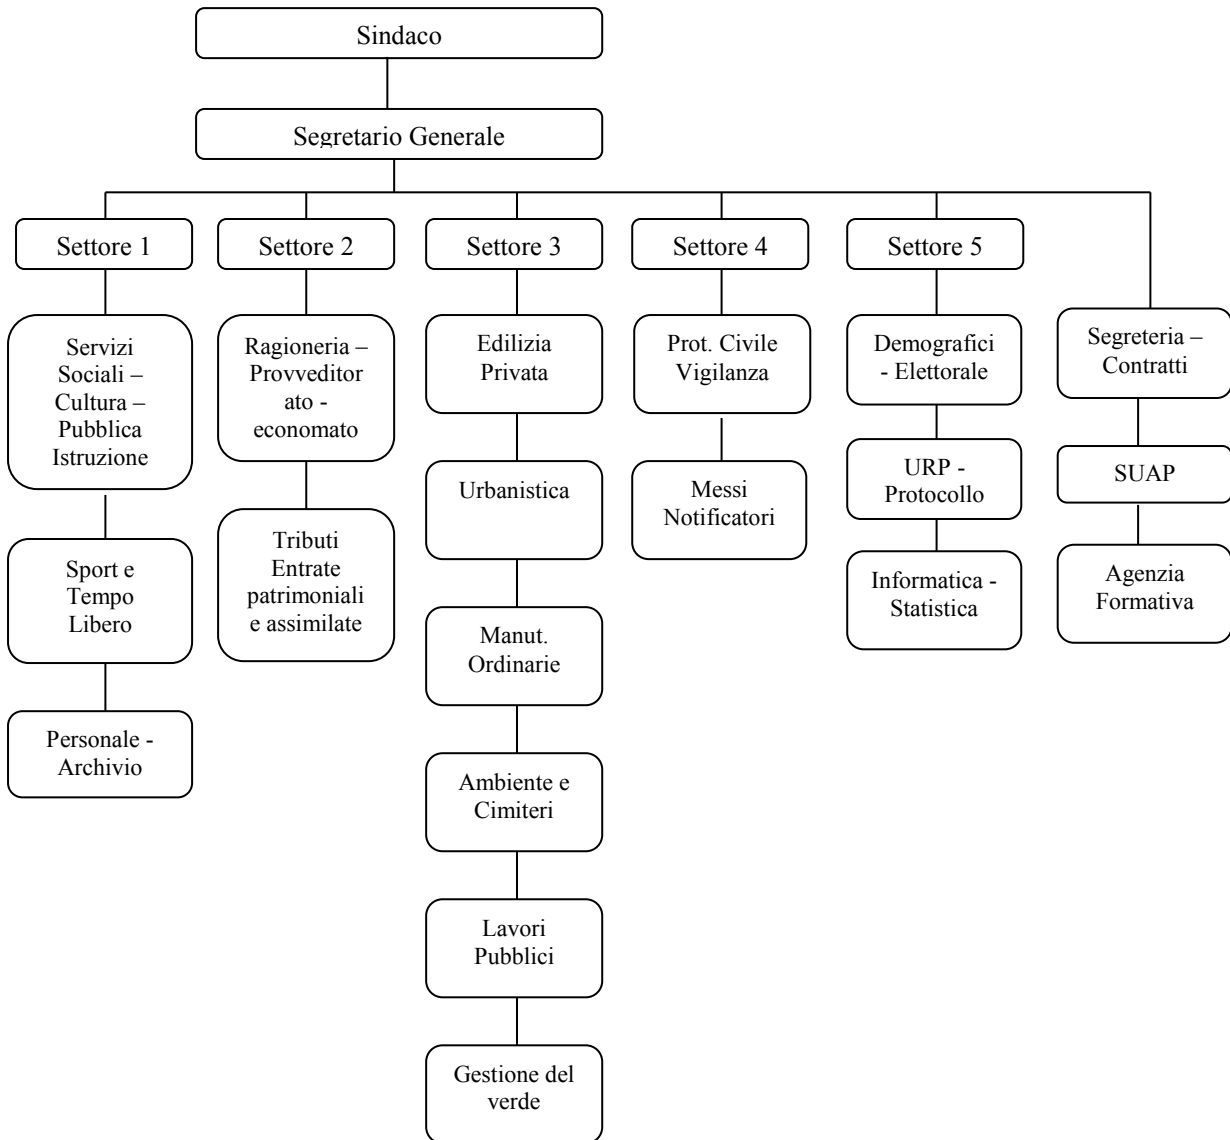 Sindaco
Segretario Generale
Settore 1
Settore 2
Settore 3
Settore 4
Settore 5
Servizi
Sociali –
Cultura –
Pubblica
Istruzione
Sport e
Tempo
Libero
Personale -
Archivio
Ragioneria –
Provveditor
ato -
economato
Tributi
Entrate
patrimoniali
e assimilate
Edilizia
Privata
Urbanistica
Manut.
Ordinarie
Ambiente e
Cimiteri
Lavori
Pubblici
Gestione del
verde
Prot. Civile
Vigilanza
Messi
Notificatori
Demografici
- Elettorale
URP -
Protocollo
Informatica -
Statistica
Segreteria –
Contratti
SUAP
Agenzia
Formativa